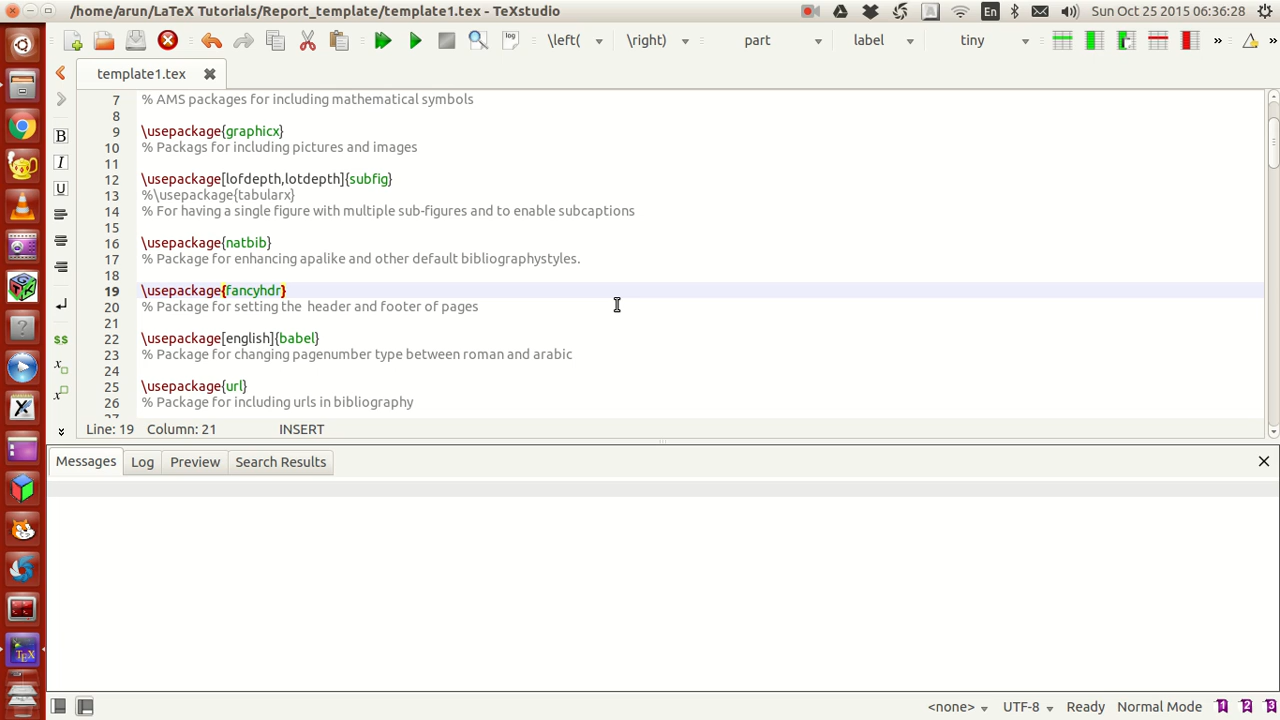 /home/arun/LaTeX Tutorials/Report_template/template1.tex - TeXstudio
En
Sun Oct 25 2015 06:36:28
log
\left(
\right)
part
label
tiny
»
»
template1.tex
B
I
U
$$
7 % AMS packages for including mathematical symbols
8
9 \usepackage{graphicx}
10 % Packags for including pictures and images
11
12 \usepackage[lofdepth,lotdepth]{subfig}
13 %\usepackage{tabularx}
14 % For having a single figure with multiple sub-figures and to enable subcaptions
15
16 \usepackage{natbib}
17 % Package for enhancing apalike and other default bibliographystyles.
18
19 \usepackage{fancyhdr}
20 % Package for setting the  header and footer of pages
21
22 \usepackage[english]{babel}
23 % Package for changing pagenumber type between roman and arabic
24
25 \usepackage{url}
26 % Package for including urls in bibliography
Line: 19 Column: 21 INSERT
Messages Log Preview Search Results
<none> UTF-8 Ready Normal Mode 1 2 3